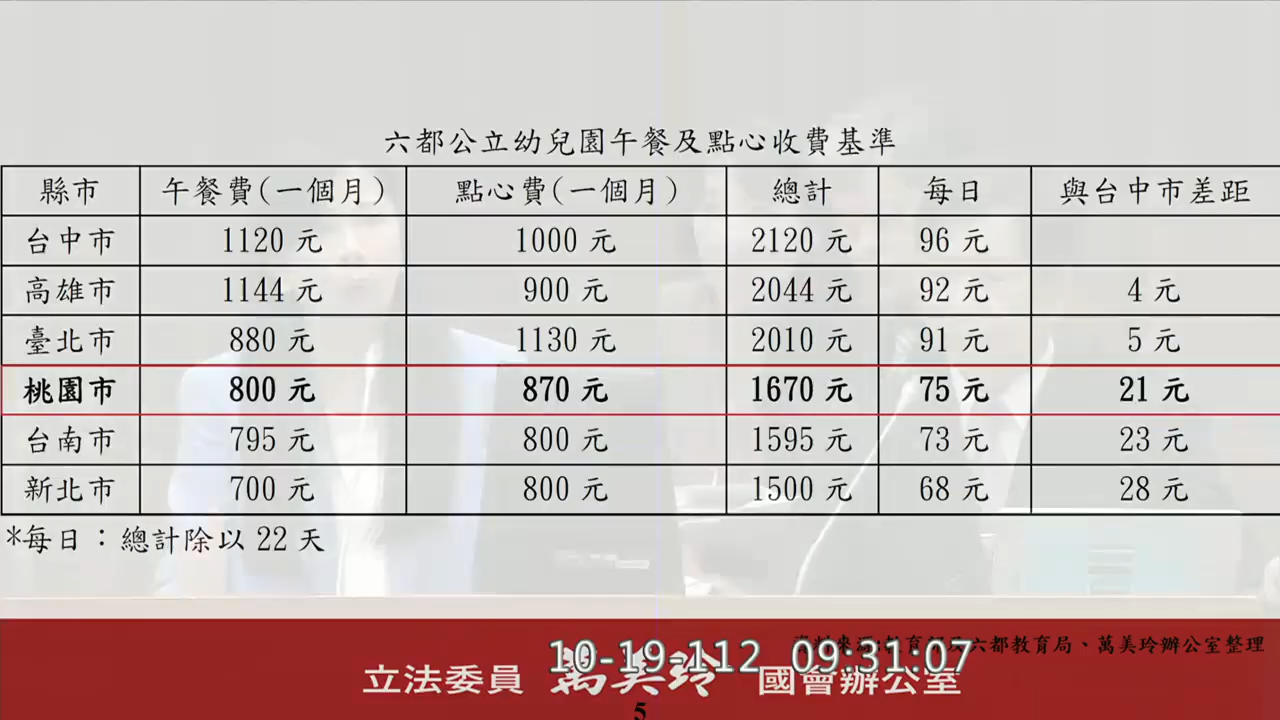 六都公立幼兒園午餐及點心收費基準
縣市 午餐費(一個月) 點心費(一個月) 總計 每日 與台中市差距
台中市 1120 元 1000 元 2120 元 96 元
高雄市 1144 元 900 元 2044 元 92 元 4 元
臺北市 880 元 1130 元 2010 元 91 元 5 元
桃園市 800 元 870 元 1670 元 75 元 21 元
台南市 795 元 800 元 1595 元 73 元 23 元
新北市 700 元 800 元 1500 元 68 元 28 元
*每日：總計除以 22 天
資料來源:教育部及六都教育局、萬美玲辦公室整理
10-19-112 09:31:07
立法委員 萬美玲 國會辦公室
5